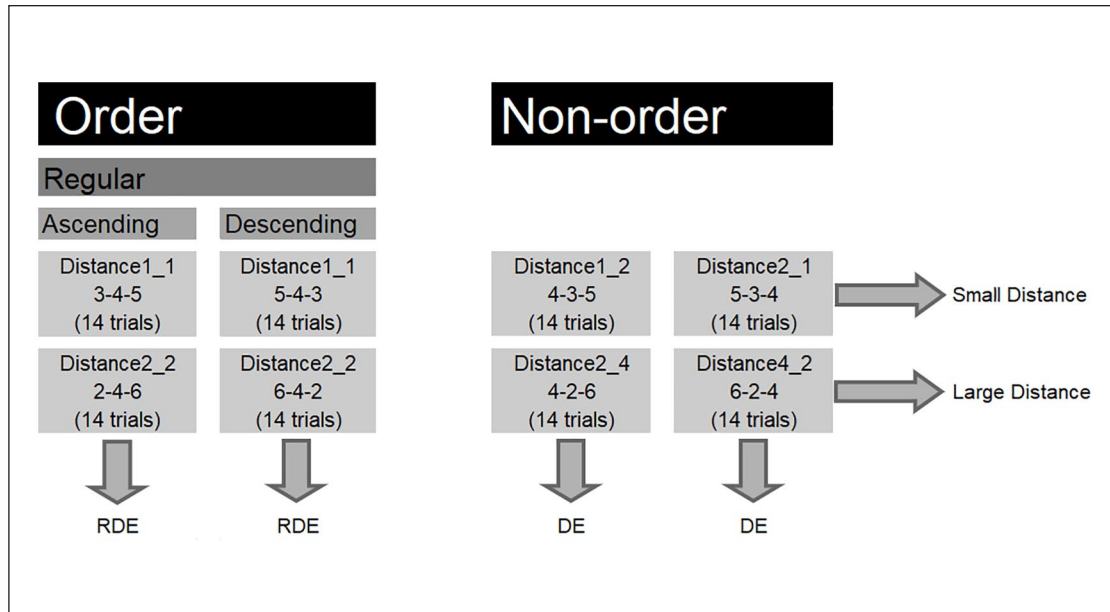 Order
Non-order
Regular
Ascending
Descending
Distance1_1
3-4-5
(14 trials)
Distance1_1
5-4-3
(14 trials)
Distance1_2
4-3-5
(14 trials)
Distance2_1
5-3-4
(14 trials)
Small Distance
Distance2_2
2-4-6
(14 trials)
Distance2_2
6-4-2
(14 trials)
Distance2_4
4-2-6
(14 trials)
Distance4_2
6-2-4
(14 trials)
Large Distance
RDE
RDE
DE
DE